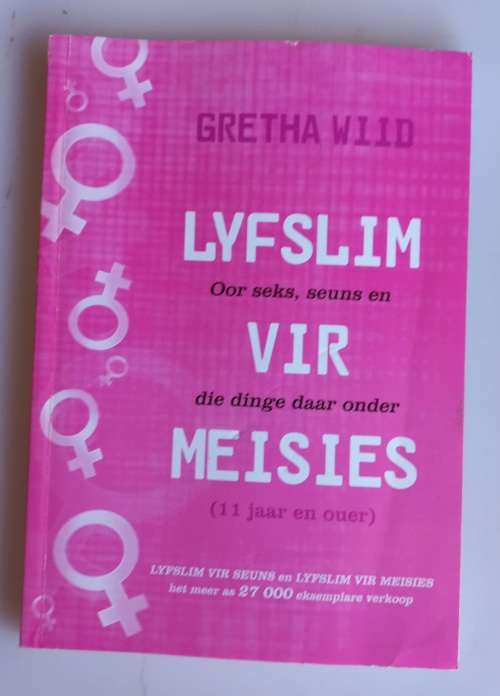 GRETHA WIID
LYFSLIM
Oor seks, seuns en
VIR
die dinge daar onder
MEISIES
(11 jaar en ouer)
LYFSLIM VIR SEUNS en LYFSLIM VIR MEISIES
het meer as 27 000 eksemplare verkoop